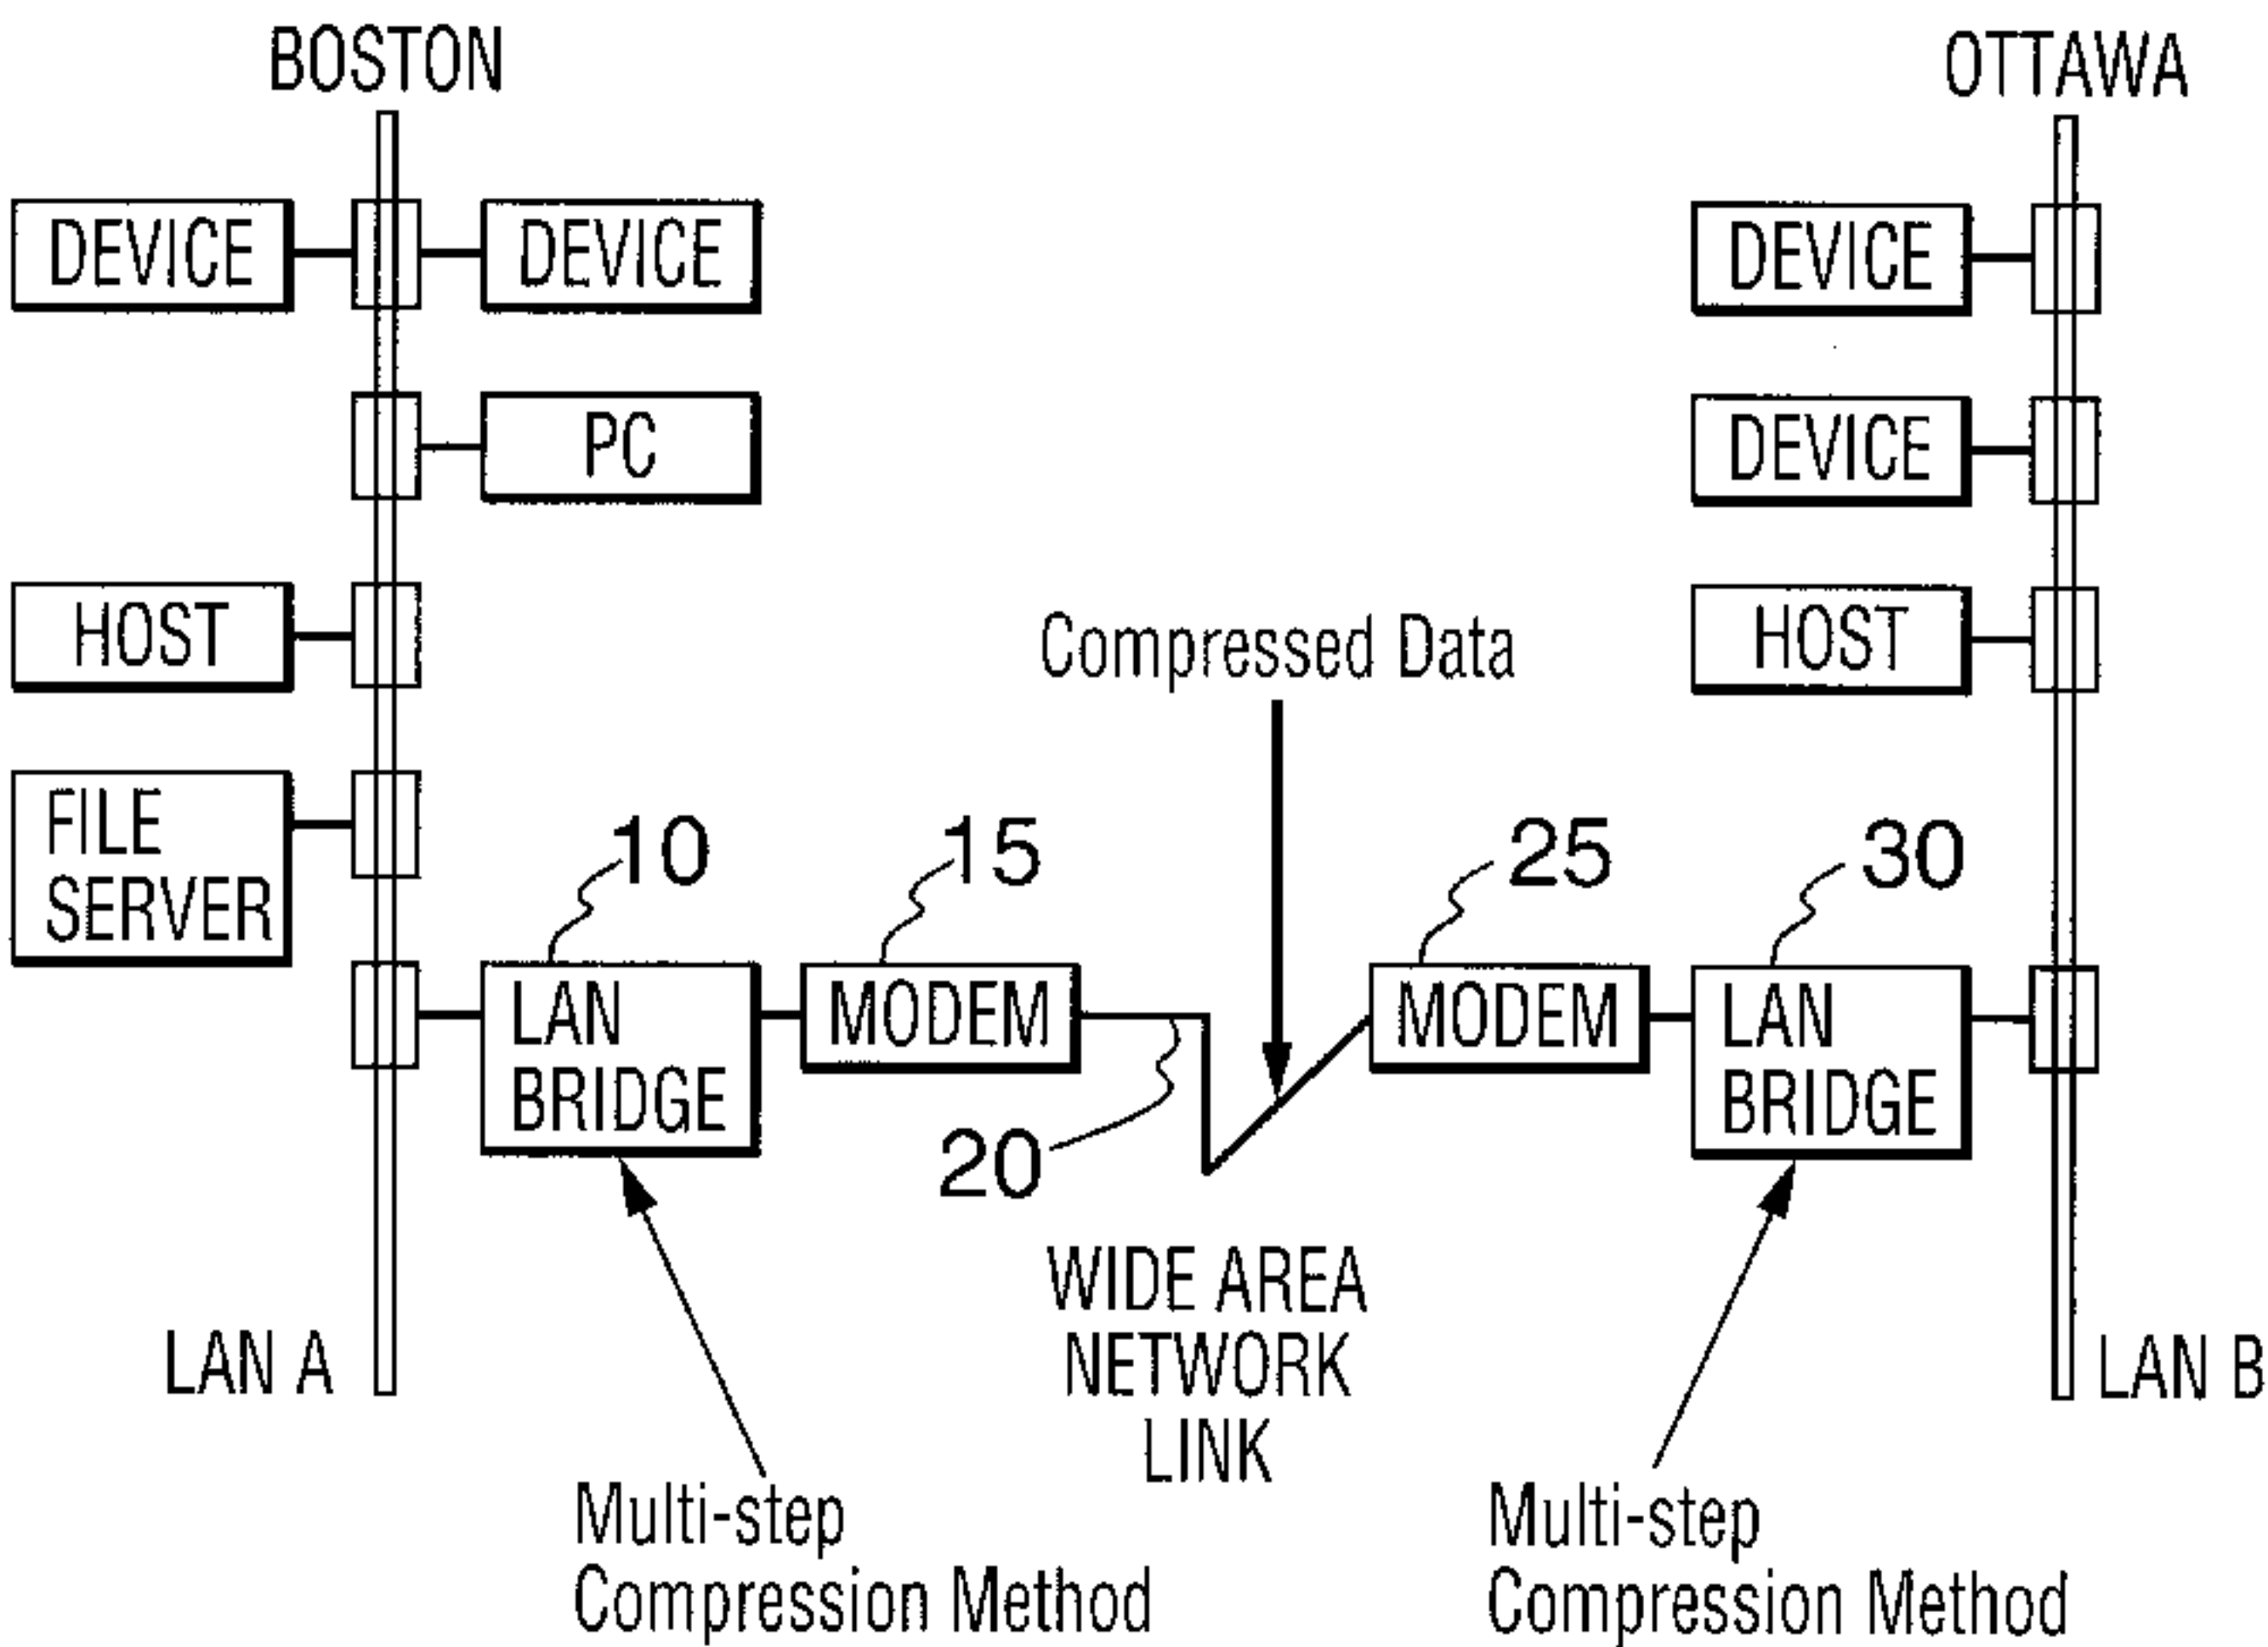 BOSTON
OTTAWA
DEVICE
DEVICE
DEVICE
PC
DEVICE
HOST
HOST
Compressed Data
FILE
SERVER
10
15
25
30
LAN
BRIDGE
MODEM
MODEM
LAN
BRIDGE
20
WIDE AREA
NETWORK
LINK
LAN A
LAN B
Multi-step
Compression Method
Multi-step
Compression Method